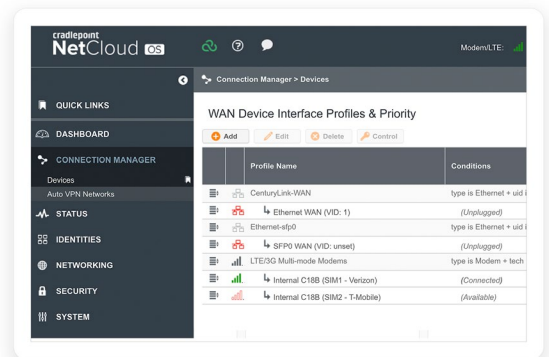 cradlepoint
NetCloud OS
Modem/LTE:
Connection Manager > Devices
QUICK LINKS
DASHBOARD
CONNECTION MANAGER
Devices
Auto VPN Networks
STATUS
IDENTITIES
NETWORKING
SECURITY
SYSTEM
WAN Device Interface Profiles & Priority
Add Edit Delete Control
Profile Name Conditions
CenturyLink-WAN type is Ethernet + uid i
Ethernet WAN (VID: 1) (Unplugged)
Ethernet-sfp0 type is Ethernet + uid i
SFP0 WAN (VID: unset) (Unplugged)
LTE/3G Multi-mode Modems type is Modem + tech
Internal C18B (SIM1 - Verizon) (Connected)
Internal C18B (SIM2 - T-Mobile) (Available)